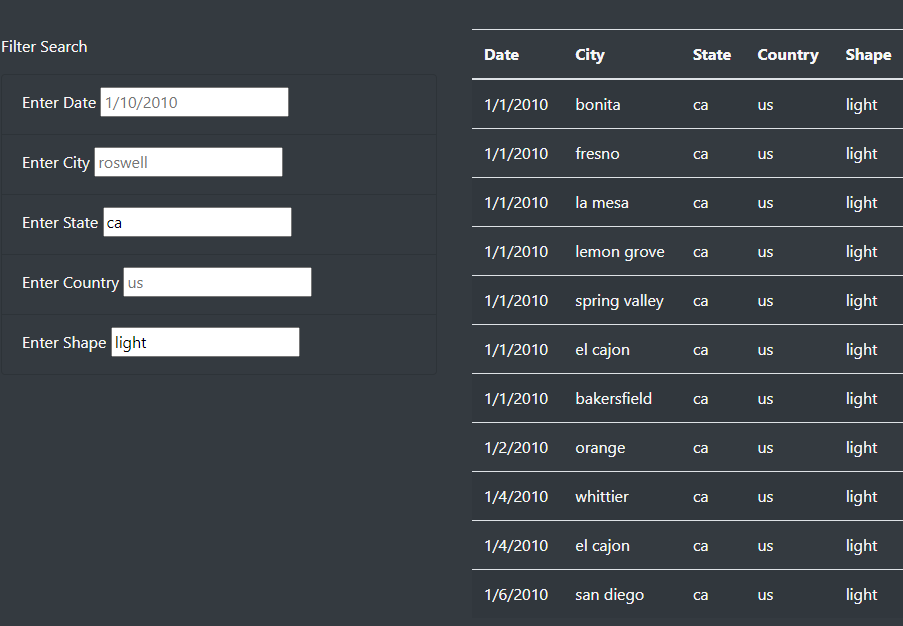 Filter Search
Enter Date 1/10/2010
Enter City roswell
Enter State ca
Enter Country us
Enter Shape light
Date City State Country Shape
1/1/2010 bonita ca us light
1/1/2010 fresno ca us light
1/1/2010 la mesa ca us light
1/1/2010 lemon grove ca us light
1/1/2010 spring valley ca us light
1/1/2010 el cajon ca us light
1/1/2010 bakersfield ca us light
1/2/2010 orange ca us light
1/4/2010 whittier ca us light
1/4/2010 el cajon ca us light
1/6/2010 san diego ca us light